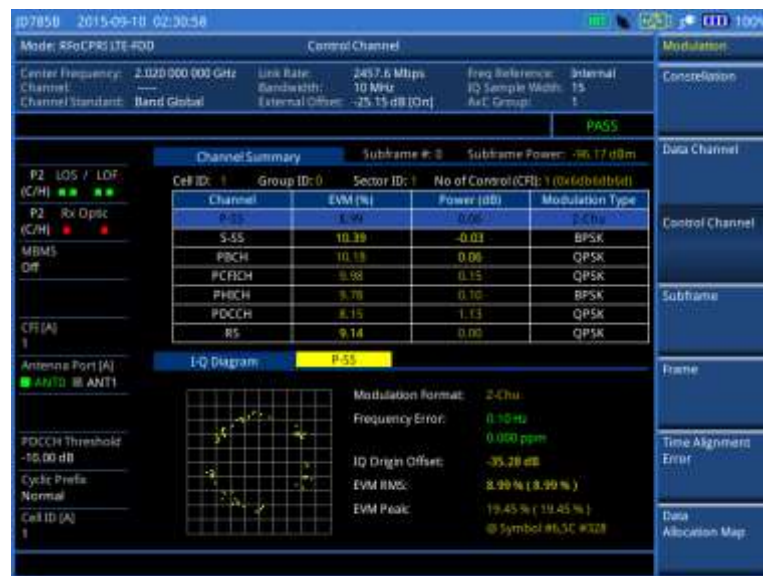 JD785B 2015-09-10 02:30:58 100%
Mode: RFoCPRI LTE-FDD Control Channel Modulation
Center Frequency: 2.020 000 000 GHz Link Rate: 2457.6 Mbps Freq Reference: Internal
Channel: ---- Bandwidth: 10 MHz IQ Sample Width: 15
Channel Standard: Band Global External Offset: -25.15 dB [On] AxC Group: 1
PASS
Constellation
Data Channel
Control Channel
Subframe
Frame
Time Alignment
Error
Data
Allocation Map
P2 LOS / LOF
(C/H)
P2 Rx Optic
(C/H)
MBMS
Off
CFI [A]
1
Antenna Port [A]
ANT0 ANT1
PDCCH Threshold
-10.00 dB
Cyclic Prefix
Normal
Cell ID [A]
1
Channel Summary Subframe #: 0 Subframe Power: -96.17 dBm
Cell ID: 1 Group ID: 0 Sector ID: 1 No of Control (CFI): 1 (0x6db6db6d)
Channel EVM (%) Power (dB) Modulation Type
P-SS 8.99 0.06 Z-Chu
S-SS 10.39 -0.03 BPSK
PBCH 10.19 0.06 QPSK
PCFICH 9.98 0.15 QPSK
PHICH 9.78 0.10 BPSK
PDCCH 8.15 1.13 QPSK
RS 9.14 0.00 QPSK
I-Q Diagram P-SS
Modulation Format: Z-Chu
Frequency Error: 0.10 Hz
0.000 ppm
IQ Origin Offset: -35.28 dB
EVM RMS: 8.99 % ( 8.99 % )
EVM Peak: 19.45 % ( 19.45 % )
@ Symbol #6,SC #328